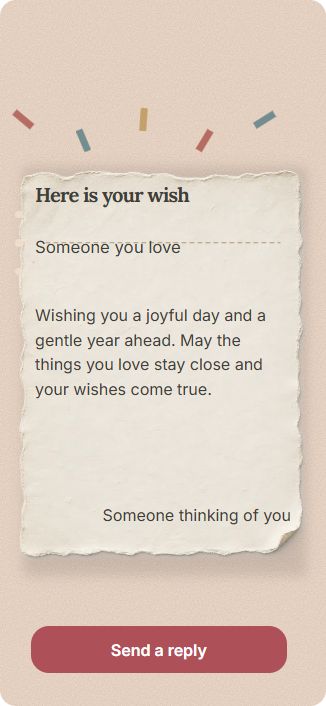 Here is your wish
Someone you love
Wishing you a joyful day and a
gentle year ahead. May the
things you love stay close and
your wishes come true.
Someone thinking of you
Send a reply